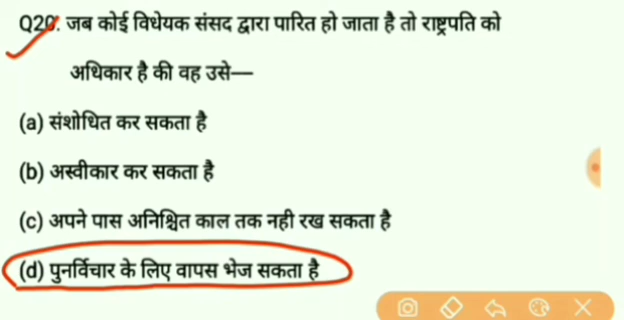 Q20. जब कोई विधेयक संसद द्वारा पारित हो जाता है तो राष्ट्रपति को
अधिकार है की वह उसे—
(a) संशोधित कर सकता है
(b) अस्वीकार कर सकता है
(c) अपने पास अनिश्चित काल तक नही रख सकता है
(d) पुनर्विचार के लिए वापस भेज सकता है